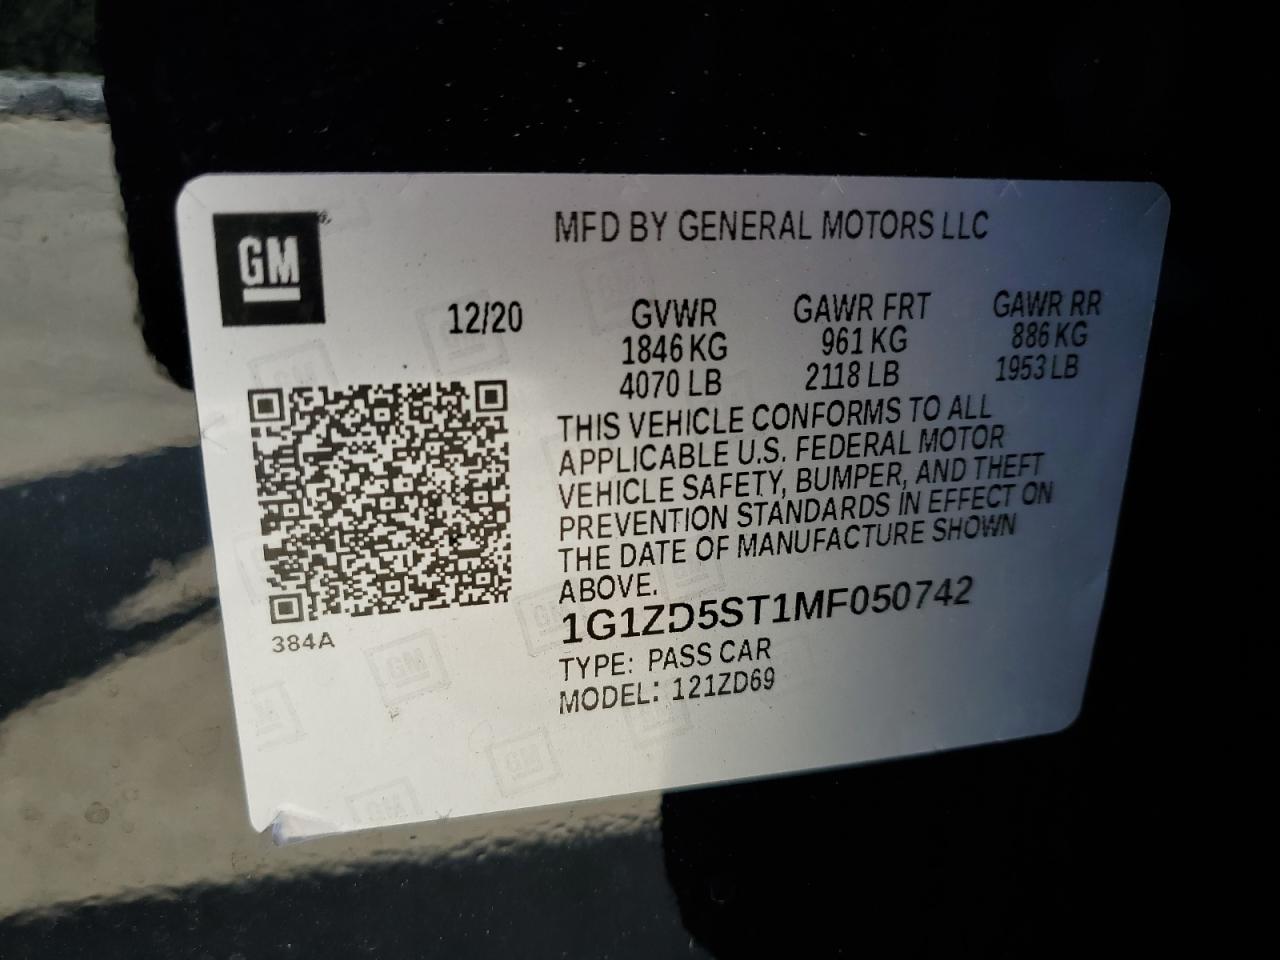 GM
MFD BY GENERAL MOTORS LLC
12/20
GVWR
1846 KG
4070 LB
GAWR FRT
961 KG
2118 LB
GAWR RR
886 KG
1953 LB
THIS VEHICLE CONFORMS TO ALL
APPLICABLE U.S. FEDERAL MOTOR
VEHICLE SAFETY, BUMPER, AND THEFT
PREVENTION STANDARDS IN EFFECT ON
THE DATE OF MANUFACTURE SHOWN
ABOVE.
1G1ZD5ST1MF050742
TYPE: PASS CAR
MODEL: 121ZD69
384A